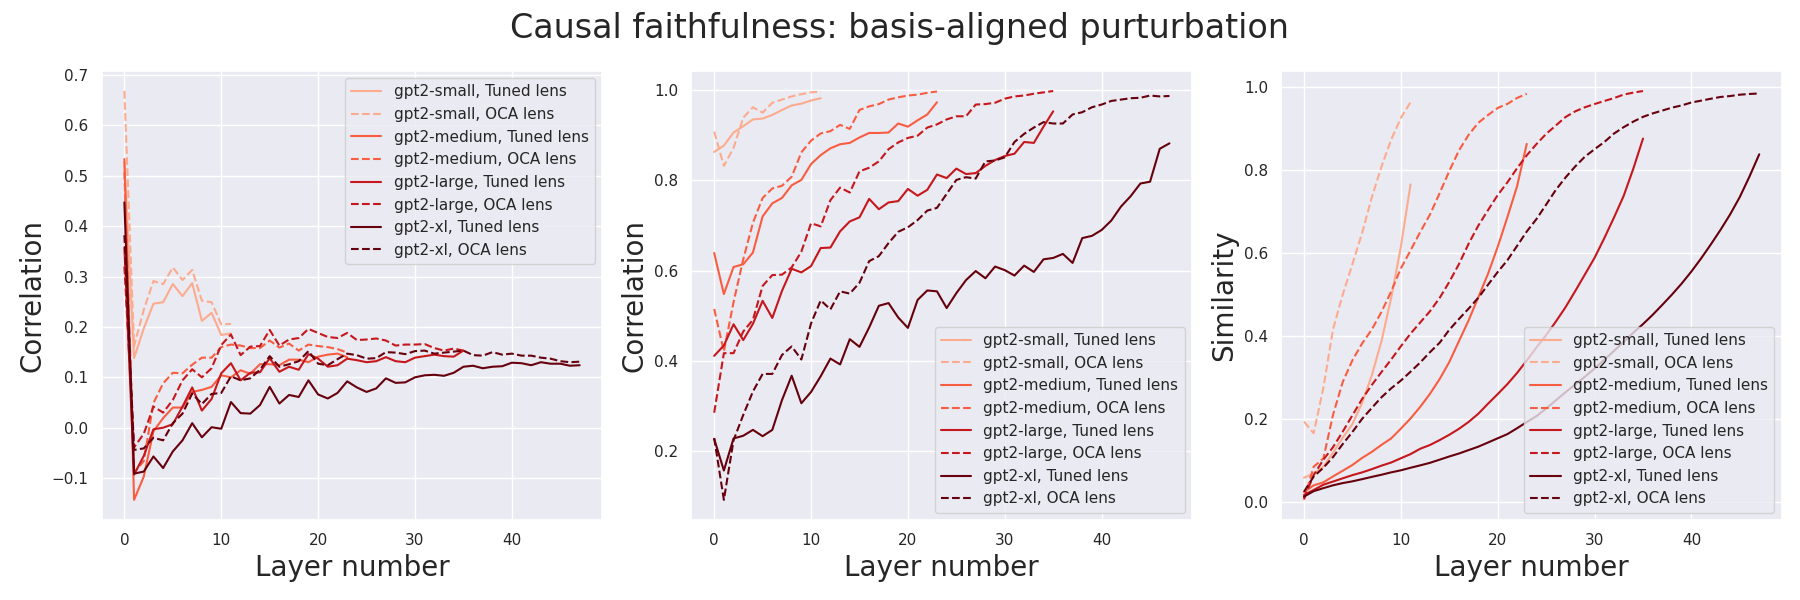 Causal faithfulness: basis-aligned purturbation
Correlation
0.7
0.6
0.5
0.4
0.3
0.2
0.1
0.0
−0.1
gpt2-small, Tuned lens
gpt2-small, OCA lens
gpt2-medium, Tuned lens
gpt2-medium, OCA lens
gpt2-large, Tuned lens
gpt2-large, OCA lens
gpt2-xl, Tuned lens
gpt2-xl, OCA lens
0 10 20 30 40
Layer number
Correlation
1.0
0.8
0.6
0.4
0.2
gpt2-small, Tuned lens
gpt2-small, OCA lens
gpt2-medium, Tuned lens
gpt2-medium, OCA lens
gpt2-large, Tuned lens
gpt2-large, OCA lens
gpt2-xl, Tuned lens
gpt2-xl, OCA lens
0 10 20 30 40
Layer number
Similarity
1.0
0.8
0.6
0.4
0.2
0.0
gpt2-small, Tuned lens
gpt2-small, OCA lens
gpt2-medium, Tuned lens
gpt2-medium, OCA lens
gpt2-large, Tuned lens
gpt2-large, OCA lens
gpt2-xl, Tuned lens
gpt2-xl, OCA lens
0 10 20 30 40
Layer number